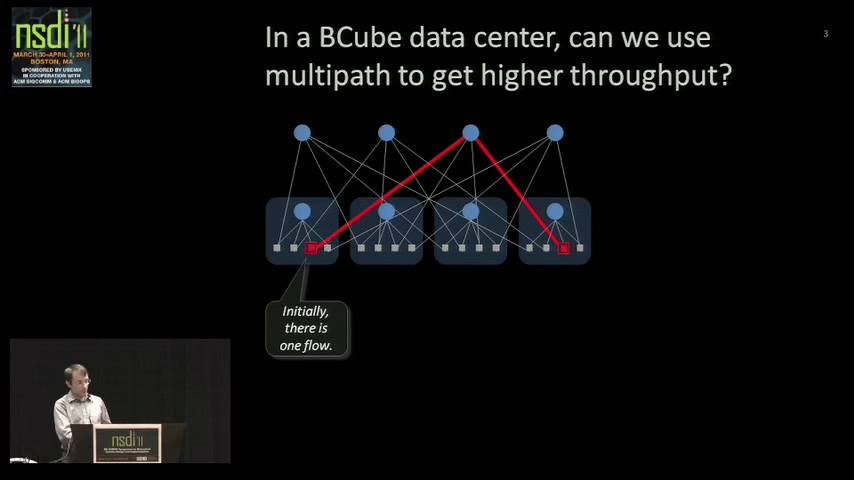 nsdi'11
MARCH 30–APRIL 1, 2011
BOSTON, MA
SPONSORED BY USENIX
IN COOPERATION WITH
ACM SIGCOMM & ACM SIGOPS
In a BCube data center, can we use
multipath to get higher throughput?
3
Initially,
there is
one flow.
nsdi'11